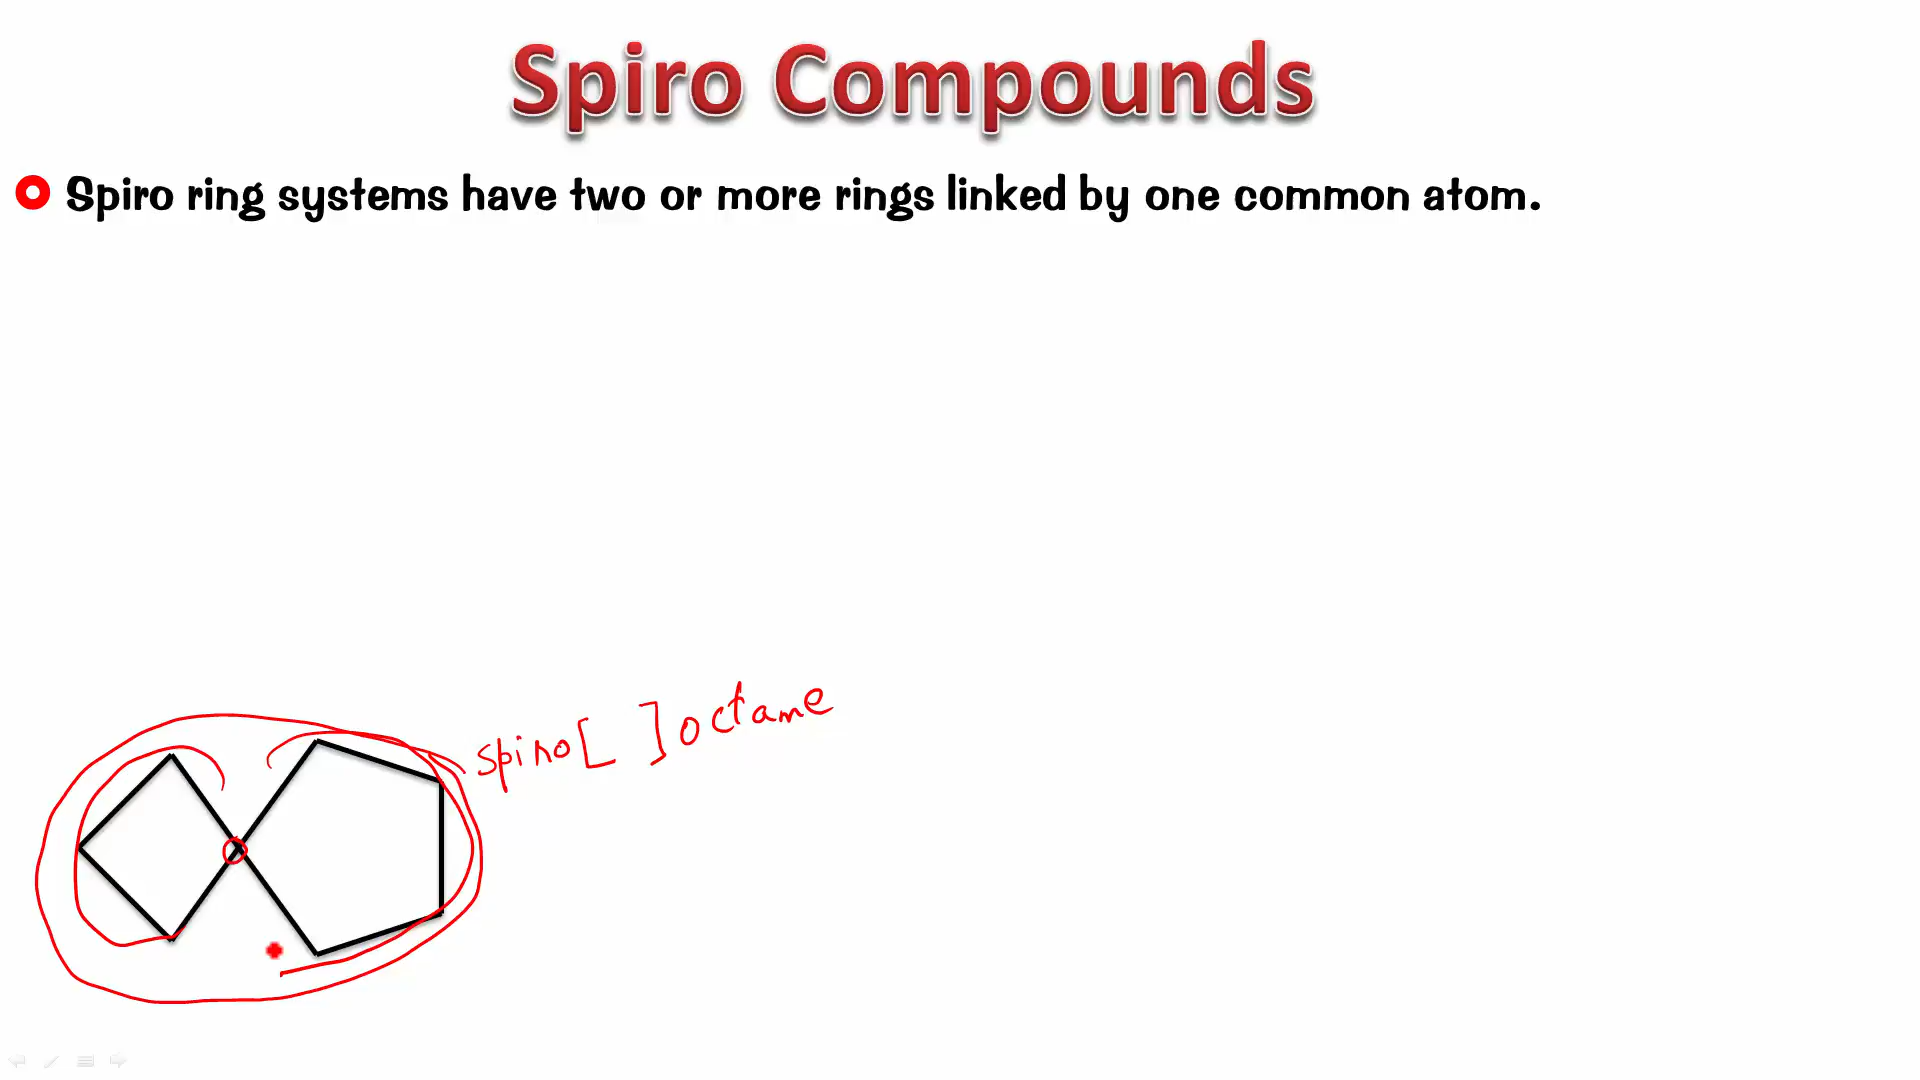 Spiro Compounds
Spiro ring systems have two or more rings linked by one common atom.
spiro[ ]octane